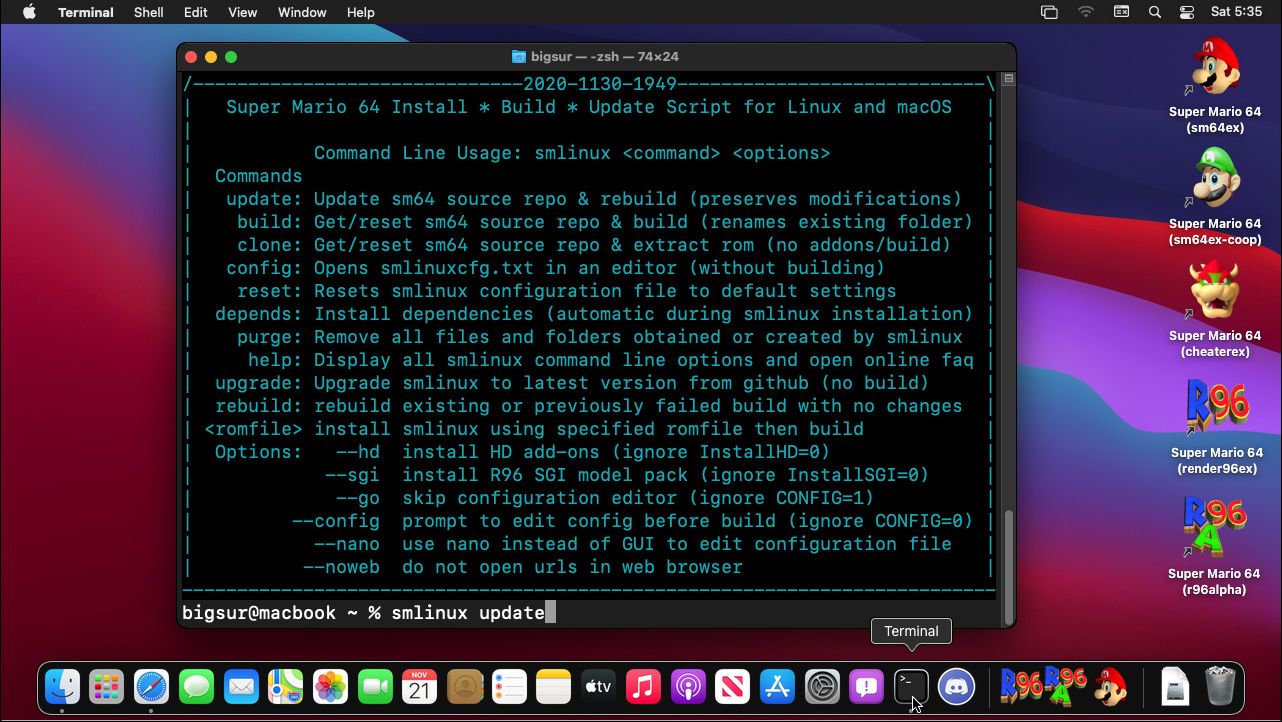 Terminal Shell Edit View Window Help Sat 5:35
bigsur — -zsh — 74×24
/------------------------------2020-1130-1949----------------------------\
| Super Mario 64 Install * Build * Update Script for Linux and macOS |
| |
| Command Line Usage: smlinux <command> <options> |
| Commands |
| update: Update sm64 source repo & rebuild (preserves modifications) |
| build: Get/reset sm64 source repo & build (renames existing folder) |
| clone: Get/reset sm64 source repo & extract rom (no addons/build) |
| config: Opens smlinuxcfg.txt in an editor (without building) |
| reset: Resets smlinux configuration file to default settings |
| depends: Install dependencies (automatic during smlinux installation) |
| purge: Remove all files and folders obtained or created by smlinux |
| help: Display all smlinux command line options and open online faq |
| upgrade: Upgrade smlinux to latest version from github (no build) |
| rebuild: rebuild existing or previously failed build with no changes |
| <romfile> install smlinux using specified romfile then build |
| Options: --hd install HD add-ons (ignore InstallHD=0) |
| --sgi install R96 SGI model pack (ignore InstallSGI=0) |
| --go skip configuration editor (ignore CONFIG=1) |
| --config prompt to edit config before build (ignore CONFIG=0) |
| --nano use nano instead of GUI to edit configuration file |
| --noweb do not open urls in web browser |
--------------------------------------------------------------------------
bigsur@macbook ~ % smlinux update
Super Mario 64
(sm64ex)
Super Mario 64
(sm64ex-coop)
Super Mario 64
(cheaterex)
R96
Super Mario 64
(render96ex)
R96
A
Super Mario 64
(r96alpha)
Terminal
NOV
21
tv
R96
R96
A